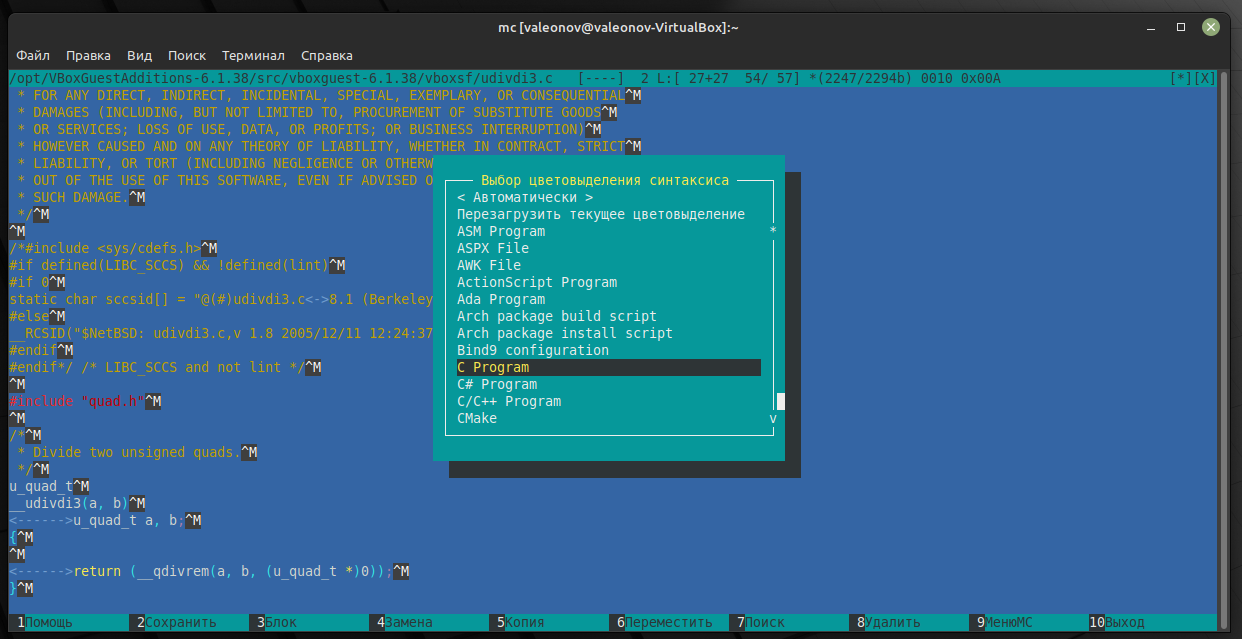 mc [valeonov@valeonov-VirtualBox]:~
Файл Правка Вид Поиск Терминал Справка
/opt/VBoxGuestAdditions-6.1.38/src/vboxguest-6.1.38/vboxsf/udivdi3.c [----] 2 L:[ 27+27 54/ 57] *(2247/2294b) 0010 0x00A [*][X]
* FOR ANY DIRECT, INDIRECT, INCIDENTAL, SPECIAL, EXEMPLARY, OR CONSEQUENTIAL^M
* DAMAGES (INCLUDING, BUT NOT LIMITED TO, PROCUREMENT OF SUBSTITUTE GOODS^M
* OR SERVICES; LOSS OF USE, DATA, OR PROFITS; OR BUSINESS INTERRUPTION)^M
* HOWEVER CAUSED AND ON ANY THEORY OF LIABILITY, WHETHER IN CONTRACT, STRICT^M
* LIABILITY, OR TORT (INCLUDING NEGLIGENCE OR OTHERW
* OUT OF THE USE OF THIS SOFTWARE, EVEN IF ADVISED O
* SUCH DAMAGE.^M
*/^M
^M
/*#include <sys/cdefs.h>^M
#if defined(LIBC_SCCS) && !defined(lint)^M
#if 0^M
static char sccsid[] = "@(#)udivdi3.c<->8.1 (Berkeley
#else^M
__RCSID("$NetBSD: udivdi3.c,v 1.8 2005/12/11 12:24:37
#endif^M
#endif*/ /* LIBC_SCCS and not lint */^M
^M
#include "quad.h"^M
^M
/*^M
* Divide two unsigned quads.^M
*/^M
u_quad_t^M
__udivdi3(a, b)^M
<------>u_quad_t a, b;^M
{^M
^M
<------>return (__qdivrem(a, b, (u_quad_t *)0));^M
}^M
Выбор цветовыделения синтаксиса
< Автоматически >
Перезагрузить текущее цветовыделение
ASM Program *
ASPX File
AWK File
ActionScript Program
Ada Program
Arch package build script
Arch package install script
Bind9 configuration
C Program
C# Program
C/C++ Program
CMake v
1Помощь 2Сохранить 3Блок 4Замена 5Копия 6Переместить 7Поиск 8Удалить 9МенюMC 10Выход